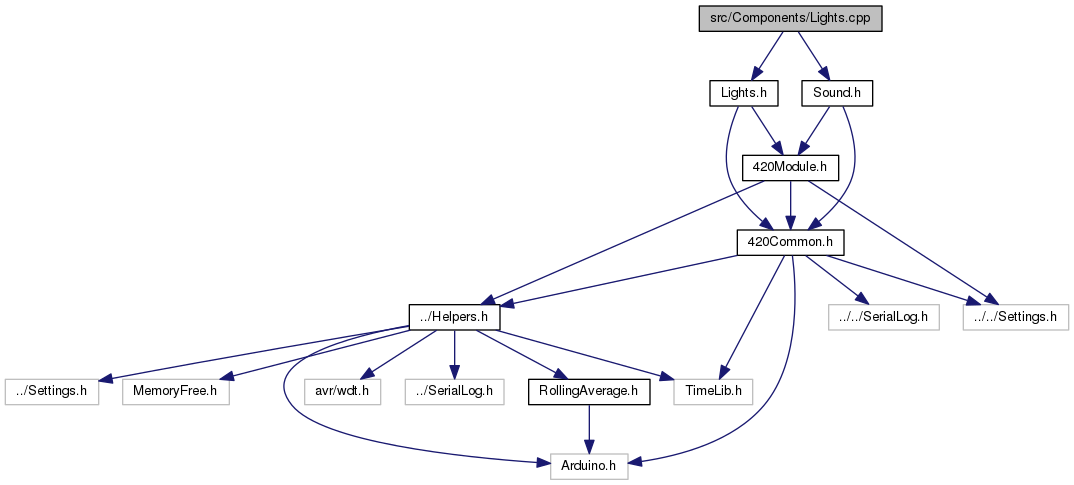 src/Components/Lights.cpp
Lights.h
Sound.h
420Module.h
420Common.h
../Helpers.h
../../SerialLog.h
../../Settings.h
../Settings.h
MemoryFree.h
avr/wdt.h
../SerialLog.h
RollingAverage.h
TimeLib.h
Arduino.h